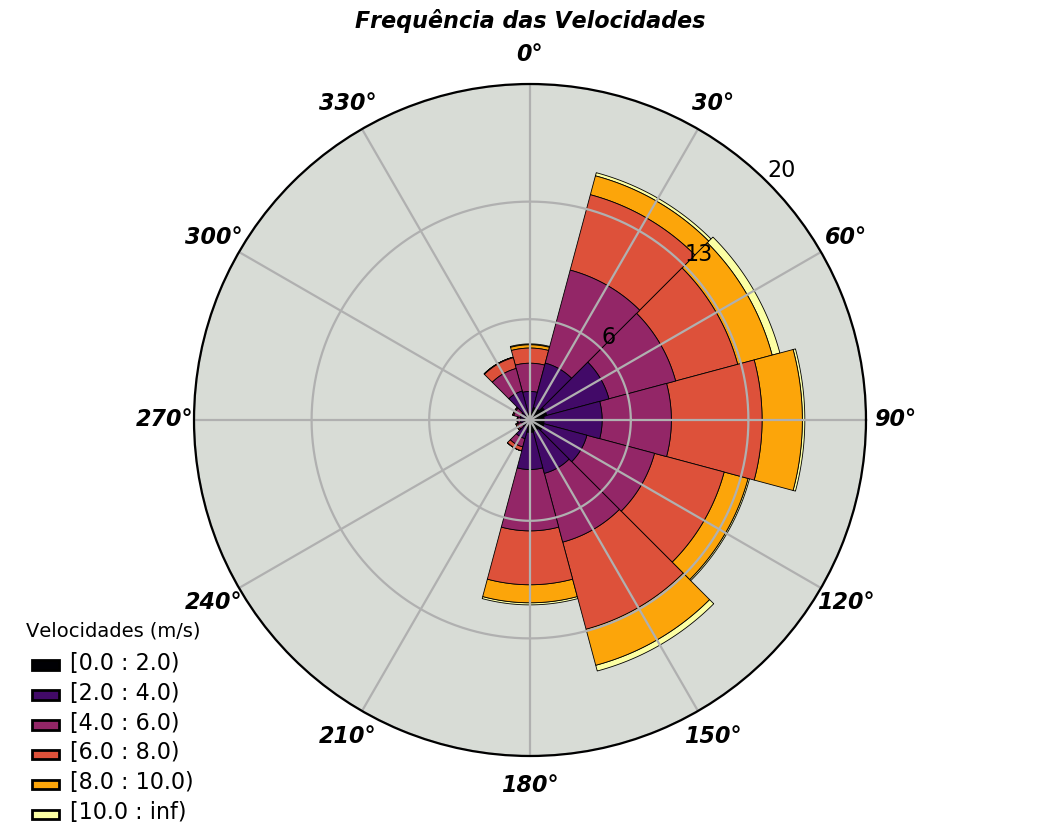 Frequência das Velocidades
0°
330°
30°
20
300°
60°
13
6
270°
90°
240°
120°
210°
150°
180°
Velocidades (m/s)
[0.0 : 2.0)
[2.0 : 4.0)
[4.0 : 6.0)
[6.0 : 8.0)
[8.0 : 10.0)
[10.0 : inf)